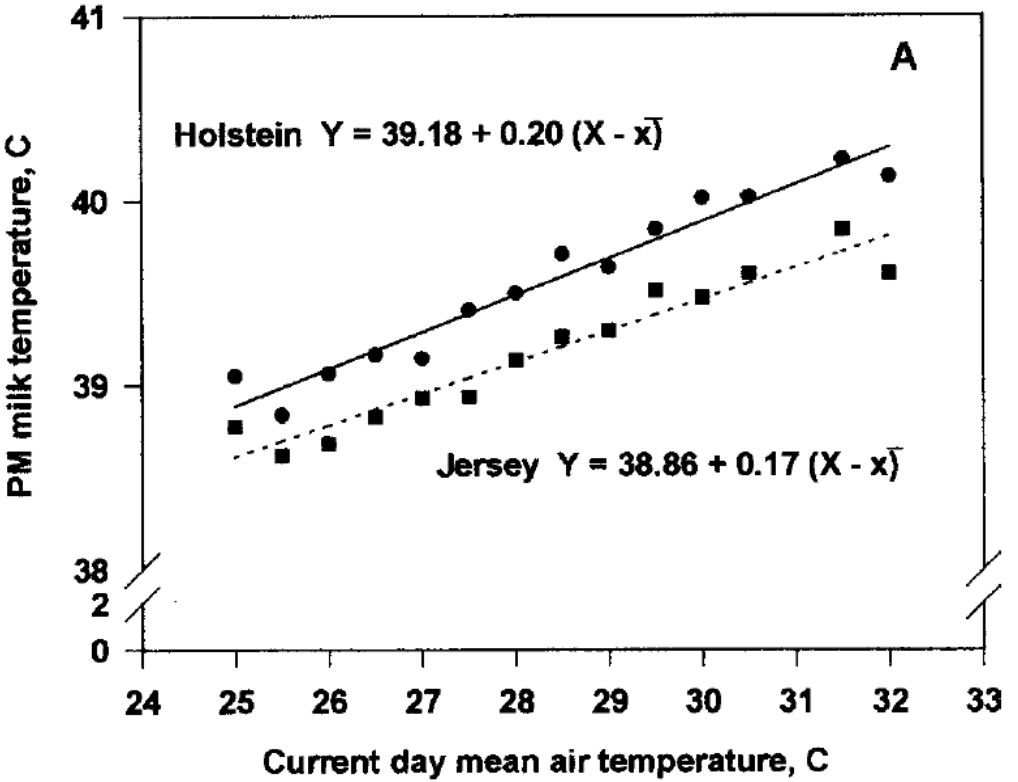 A
Holstein Y = 39.18 + 0.20 (X - x̅)
Jersey Y = 38.86 + 0.17 (X - x̅)
PM milk temperature, C
41
40
39
38
2
0
24 25 26 27 28 29 30 31 32 33
Current day mean air temperature, C